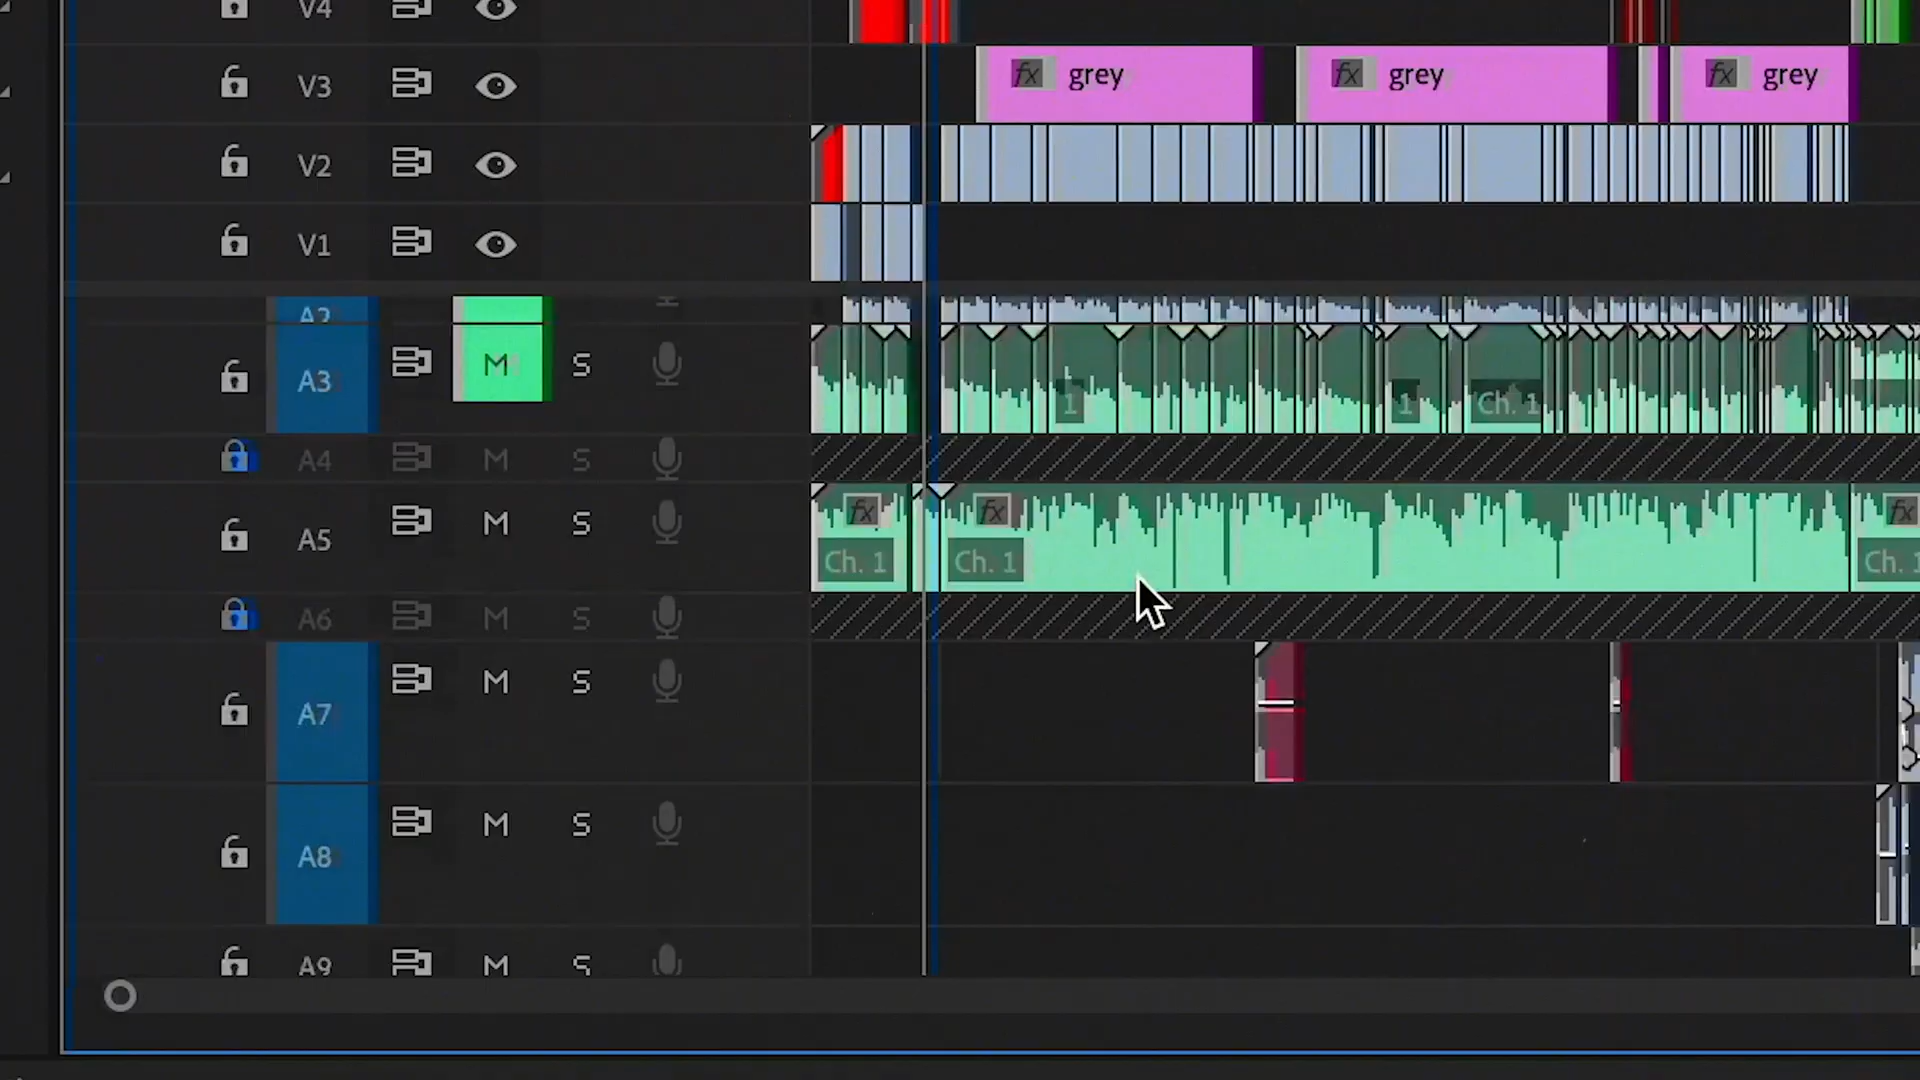 V4
V3 fx grey fx grey fx grey
V2
V1
A2
A3 M S 1 1 Ch. 1
A4 M S
A5 M S fx Ch. 1 fx Ch. 1 fx Ch. 1
A6 M S
A7 M S
A8 M S
A9 M S